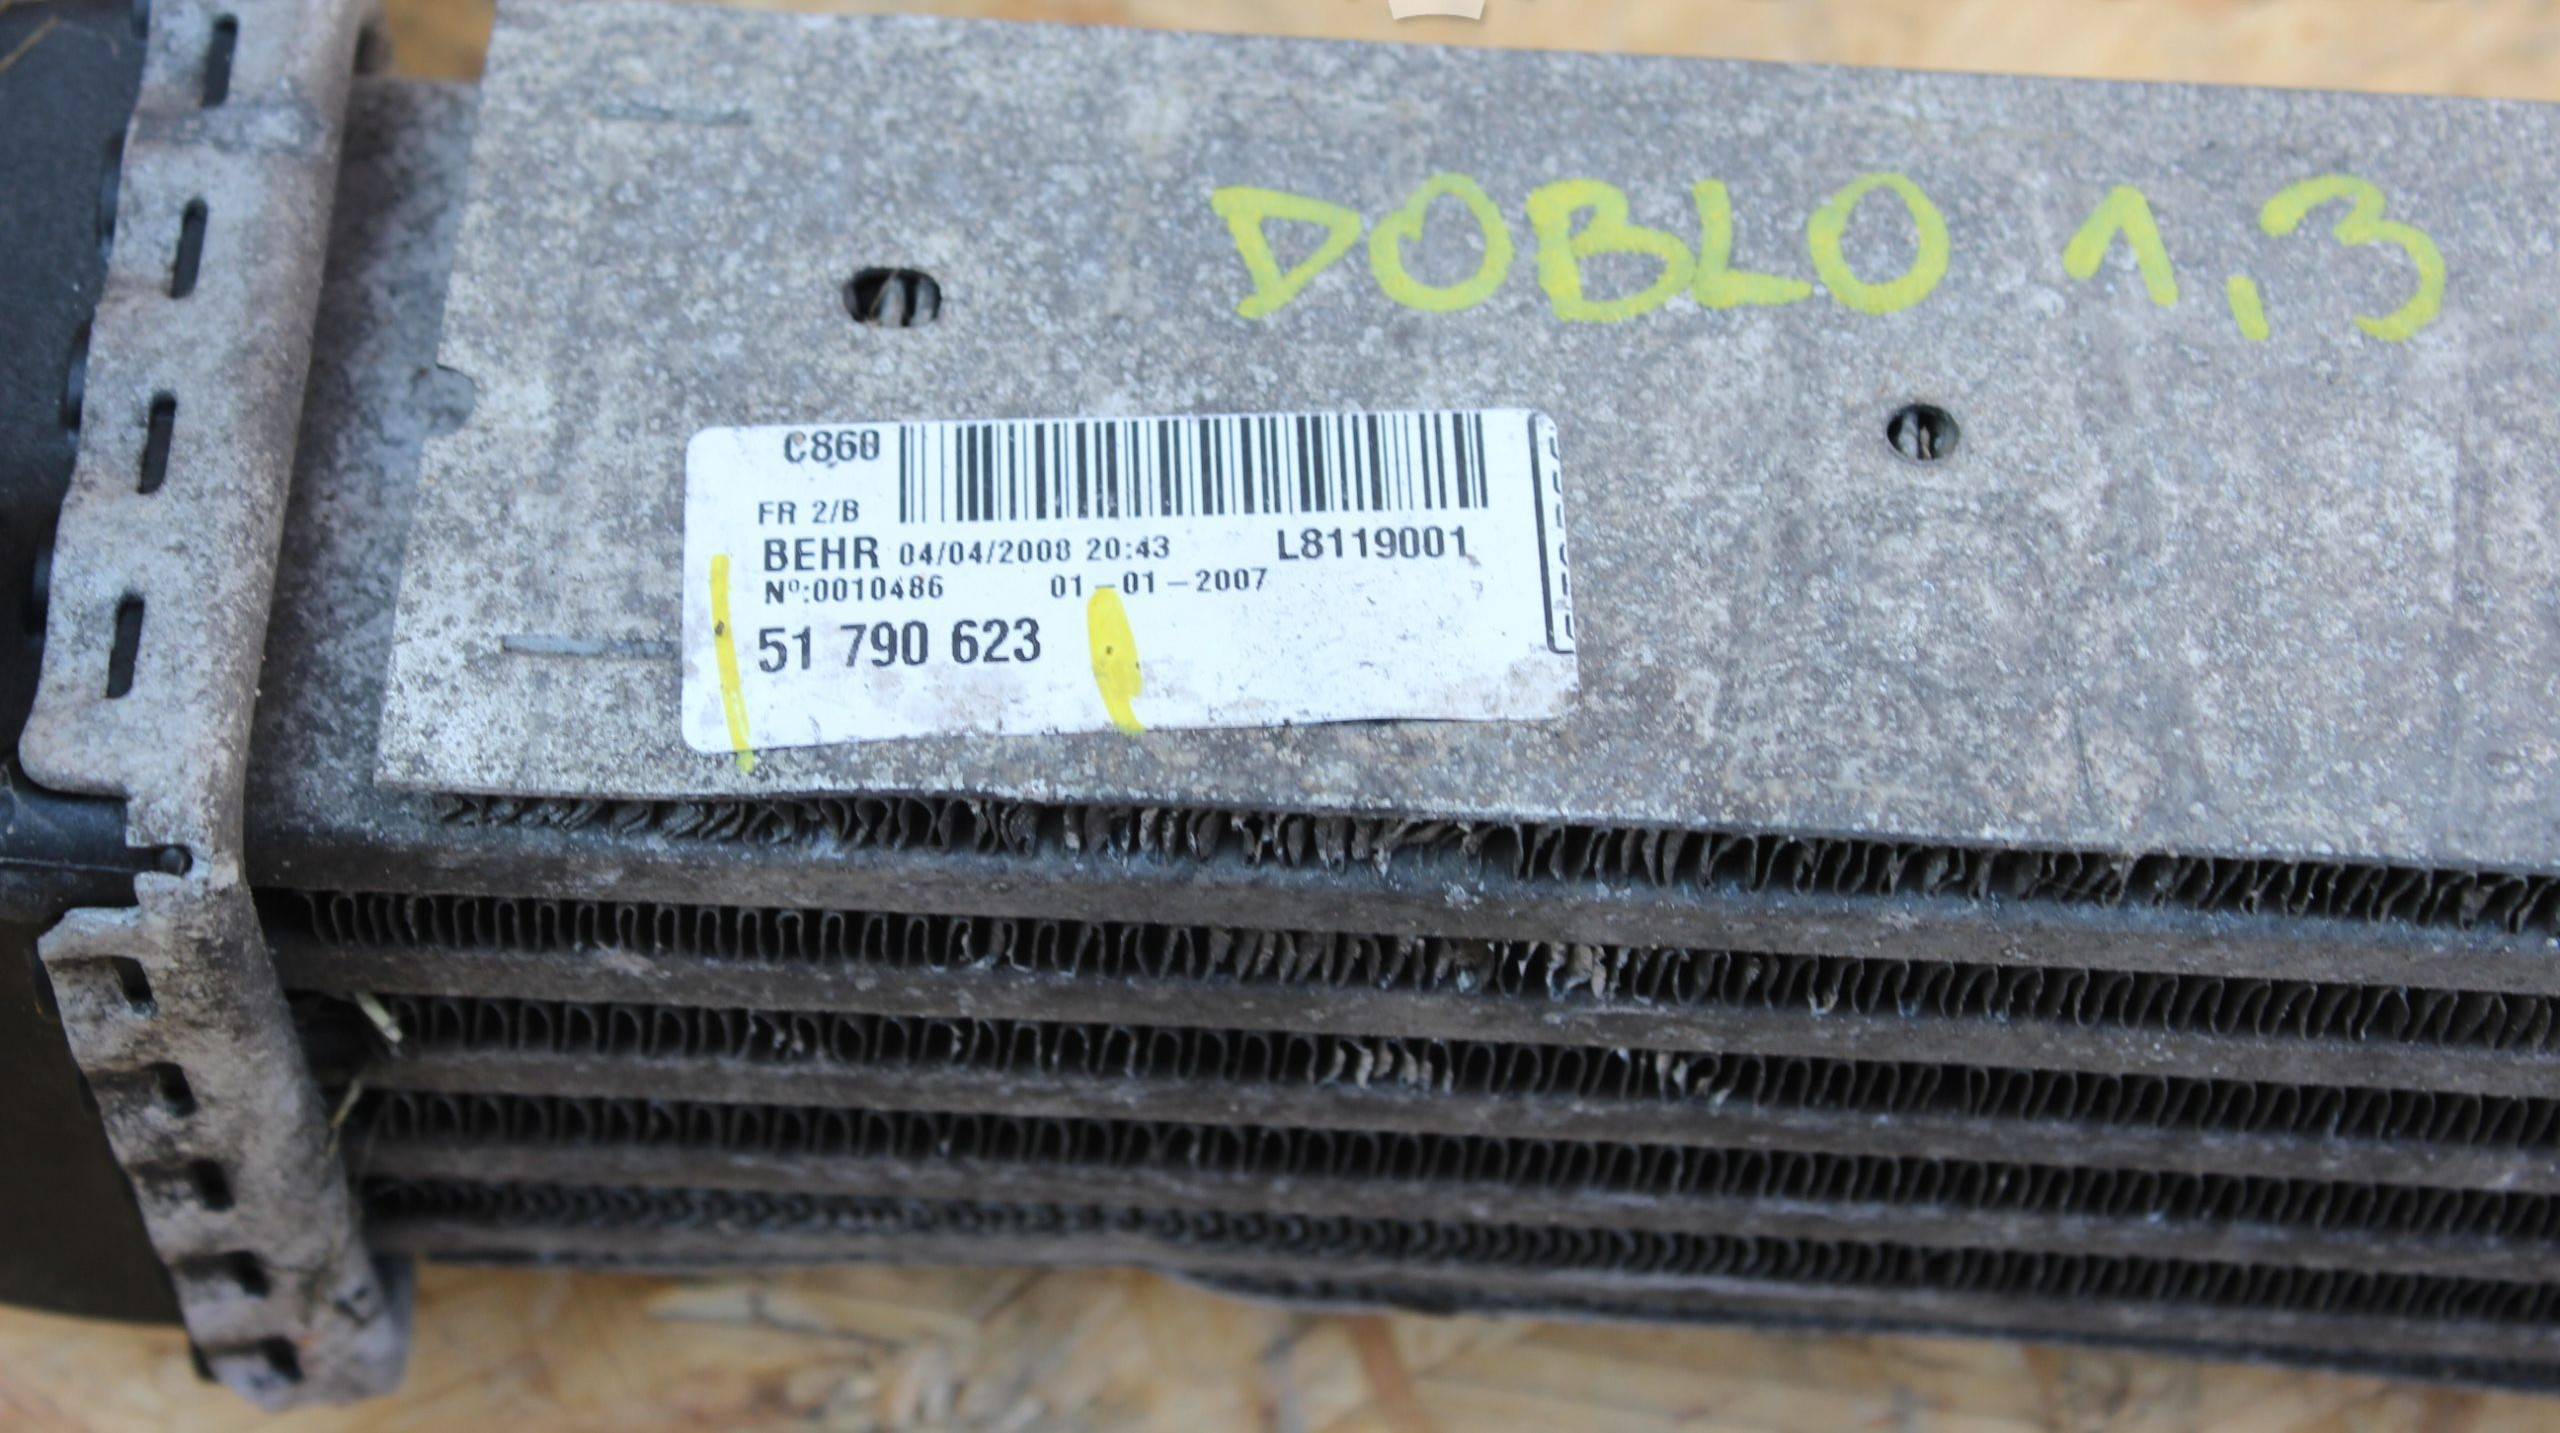 DOBLO 1,3
C860
FR 2/B
BEHR 04/04/2008 20:43 L8119001
Nº:0010486 01-01-2007
51 790 623